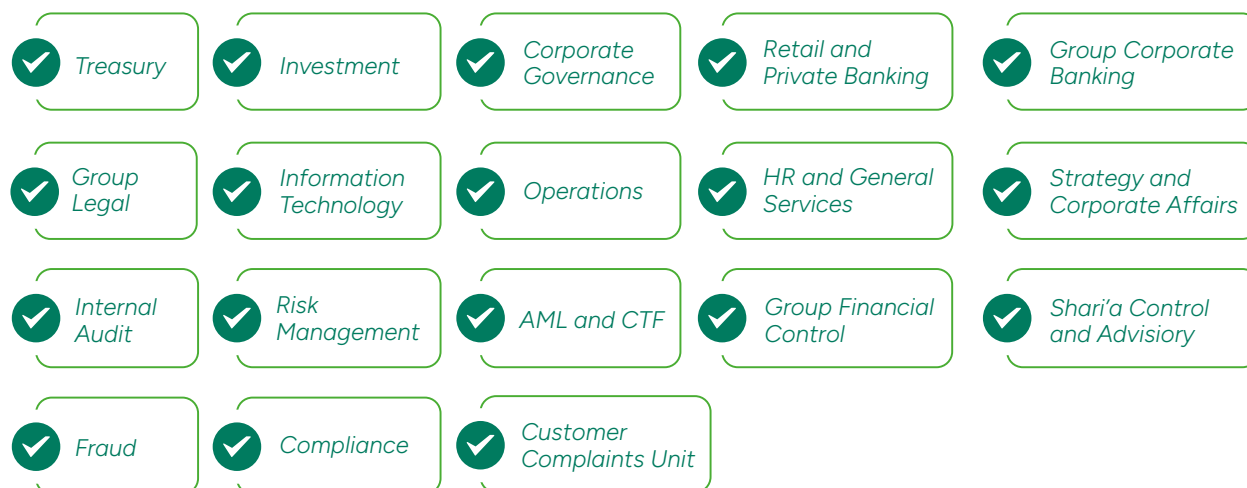 Treasury
Investment
Corporate
Governance
Retail and
Private Banking
Group Corporate
Banking
Group
Legal
Information
Technology
Operations
HR and General
Services
Strategy and
Corporate Affairs
Internal
Audit
Risk
Management
AML and CTF
Group Financial
Control
Shari’a Control
and Advisiory
Fraud
Compliance
Customer
Complaints Unit